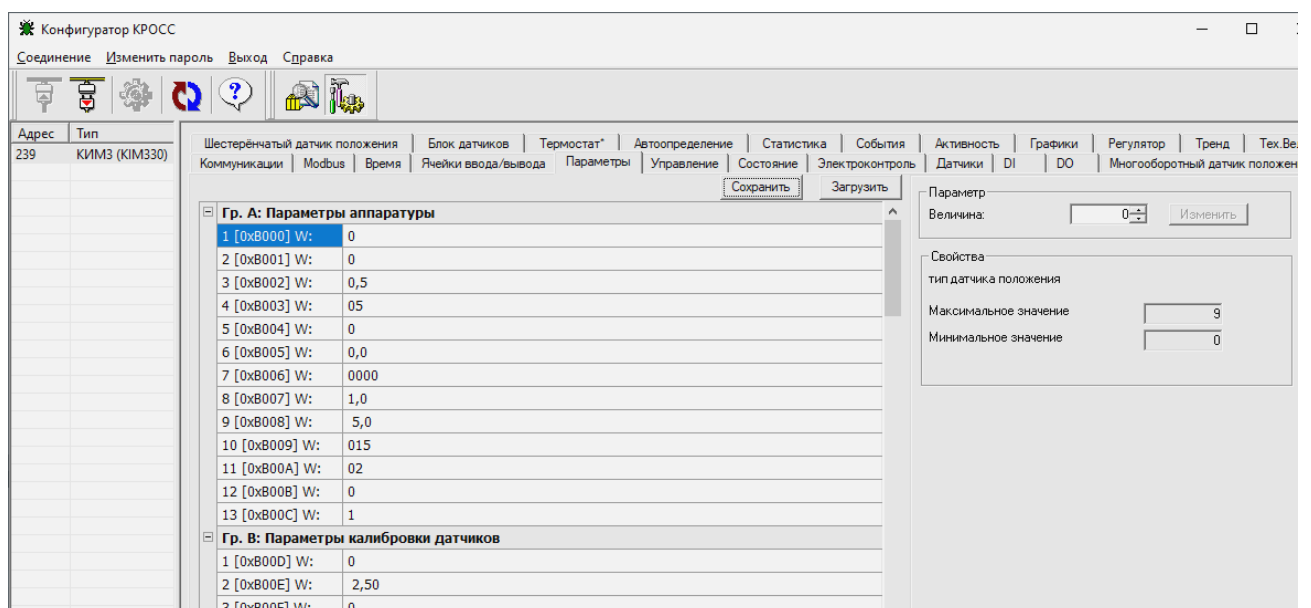 Конфигуратор КРОСС
Соединение Изменить пароль Выход Справка
Адрес Тип
239 КИМ3 (KIM330)
Шестерёнчатый датчик положения Блок датчиков Термостат* Автоопределение Статистика События Активность Графики Регулятор Тренд Тех.Ве
Коммуникации Modbus Время Ячейки ввода/вывода Параметры Управление Состояние Электроконтроль Датчики DI DO Многооборотный датчик положен
Сохранить Загрузить
Гр. A: Параметры аппаратуры
1 [0xB000] W: 0
2 [0xB001] W: 0
3 [0xB002] W: 0,5
4 [0xB003] W: 05
5 [0xB004] W: 0
6 [0xB005] W: 0,0
7 [0xB006] W: 0000
8 [0xB007] W: 1,0
9 [0xB008] W: 5,0
10 [0xB009] W: 015
11 [0xB00A] W: 02
12 [0xB00B] W: 0
13 [0xB00C] W: 1
Гр. B: Параметры калибровки датчиков
1 [0xB00D] W: 0
2 [0xB00E] W: 2,50
3 [0xB00F] W: 0
Параметр
Величина: 0 Изменить
Свойства
тип датчика положения
Максимальное значение 9
Минимальное значение 0